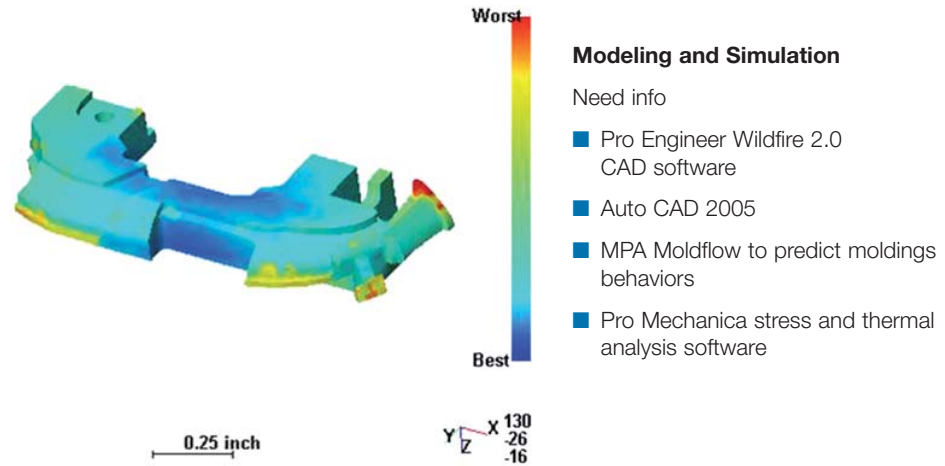 Worst
Best
0.25 inch
Y
X
Z
130
-26
-16
Modeling and Simulation
Need info
Pro Engineer Wildfire 2.0
CAD software
Auto CAD 2005
MPA Moldflow to predict moldings
behaviors
Pro Mechanica stress and thermal
analysis software